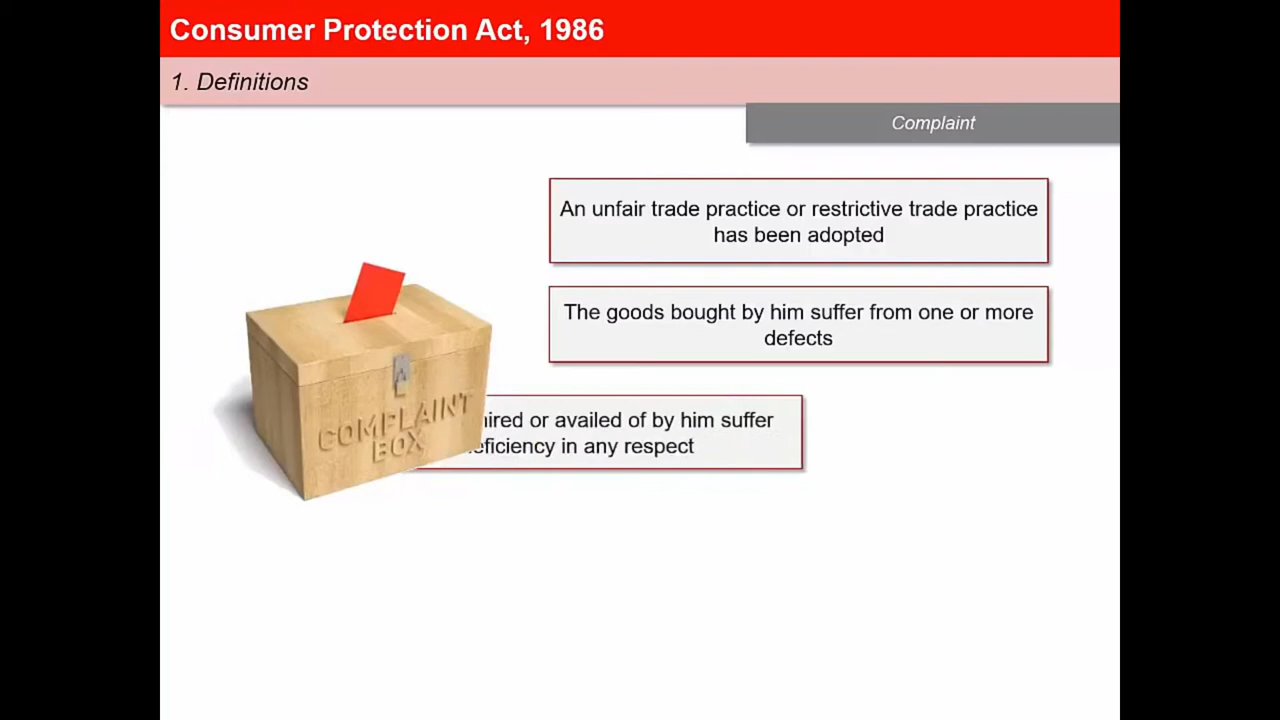 Consumer Protection Act, 1986
1. Definitions
Complaint
An unfair trade practice or restrictive trade practice
has been adopted
The goods bought by him suffer from one or more
defects
or availed of by him suffer
in any respect
COMPLAINT
BOX